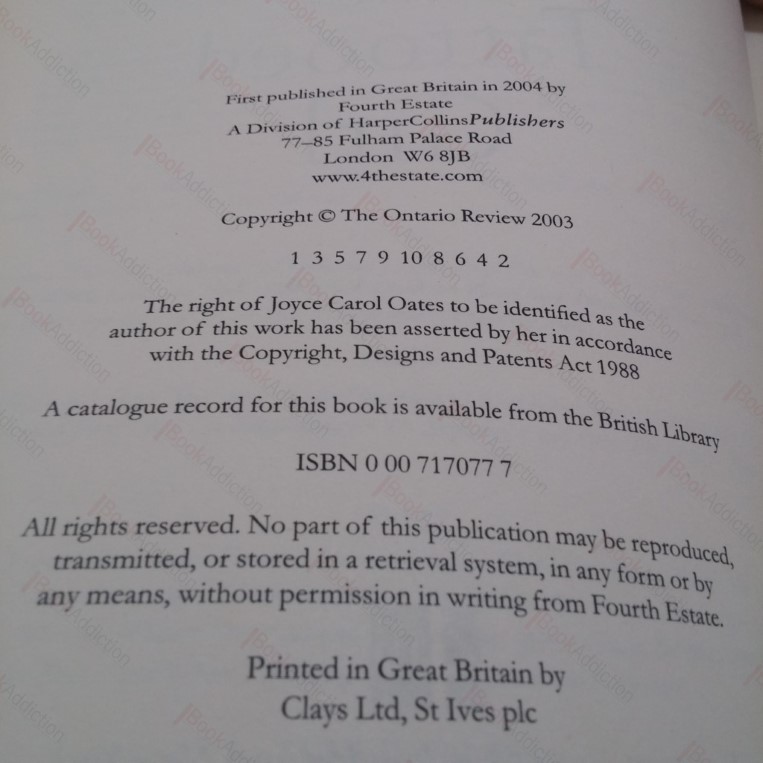 First published in Great Britain in 2004 by
Fourth Estate
A Division of HarperCollinsPublishers
77–85 Fulham Palace Road
London W6 8JB
www.4thestate.com
Copyright © The Ontario Review 2003
1 3 5 7 9 10 8 6 4 2
The right of Joyce Carol Oates to be identified as the
author of this work has been asserted by her in accordance
with the Copyright, Designs and Patents Act 1988
A catalogue record for this book is available from the British Library
ISBN 0 00 717077 7
All rights reserved. No part of this publication may be reproduced,
transmitted, or stored in a retrieval system, in any form or by
any means, without permission in writing from Fourth Estate.
Printed in Great Britain by
Clays Ltd, St Ives plc